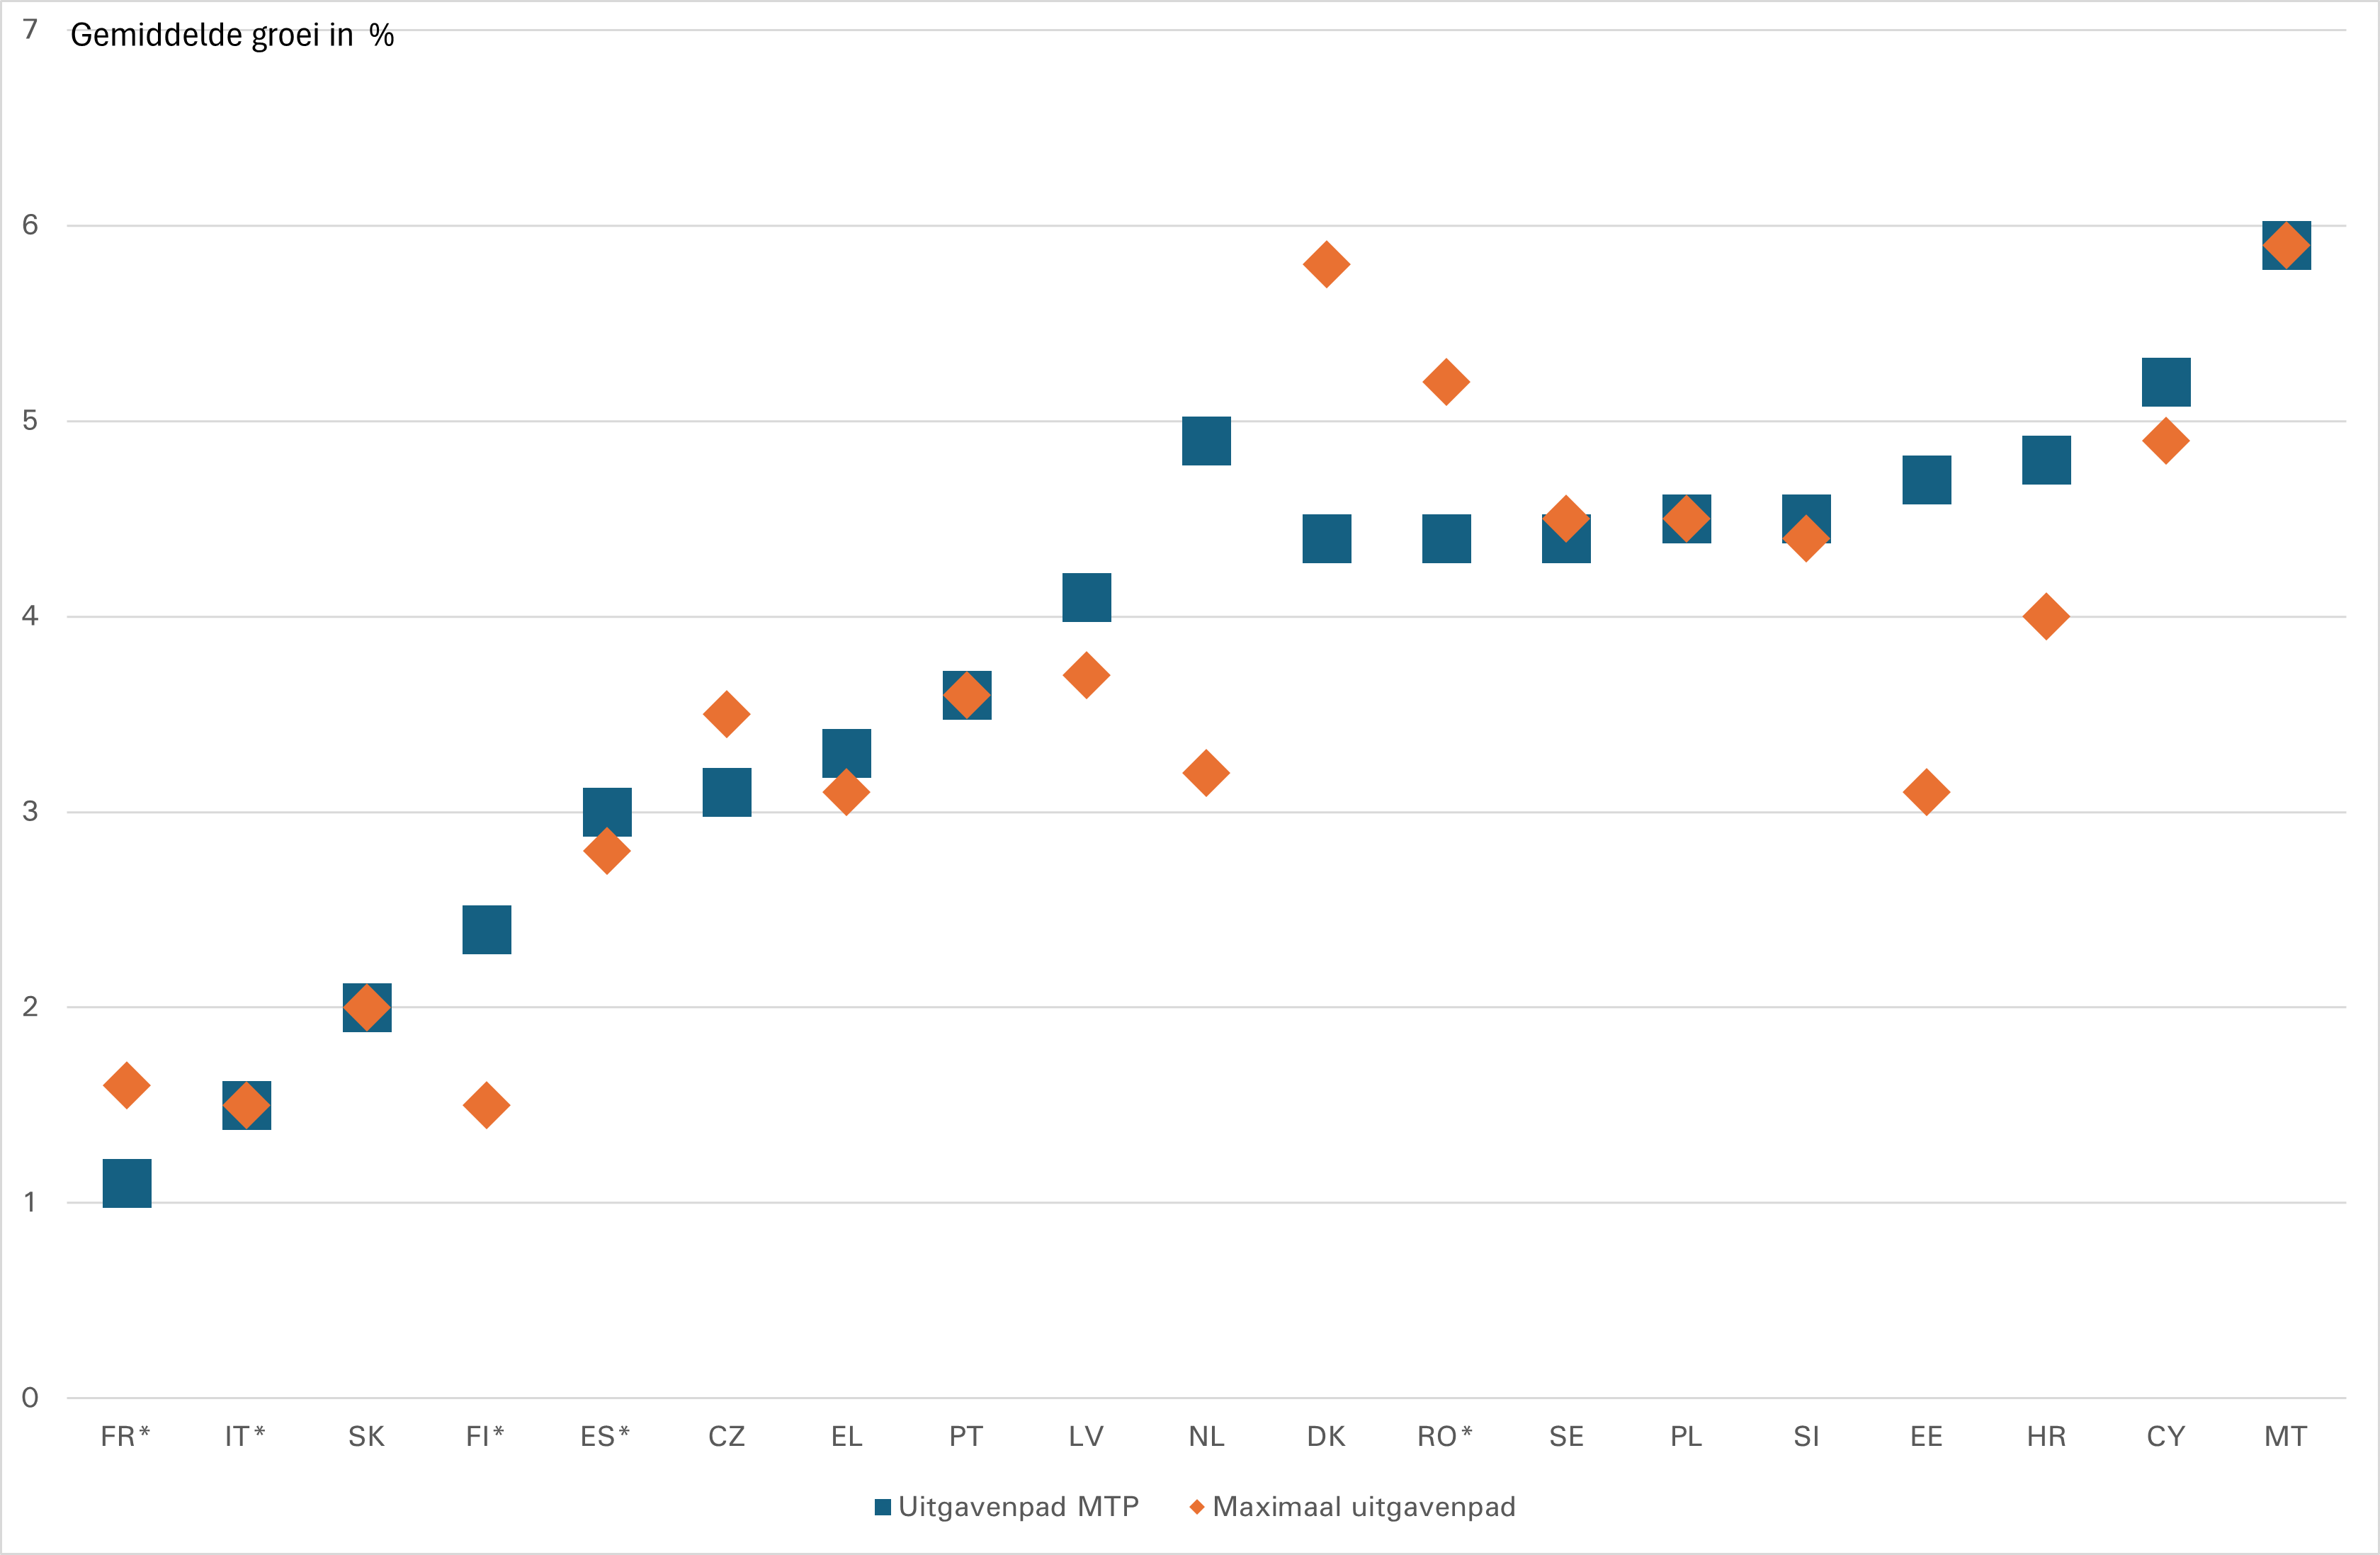 Gemiddelde groei in %
7
6
5
4
3
2
1
0
FR* IT* SK FI* ES* CZ EL PT LV NL DK RO* SE PL SI EE HR CY MT
Uitgavenpad MTP Maximaal uitgavenpad